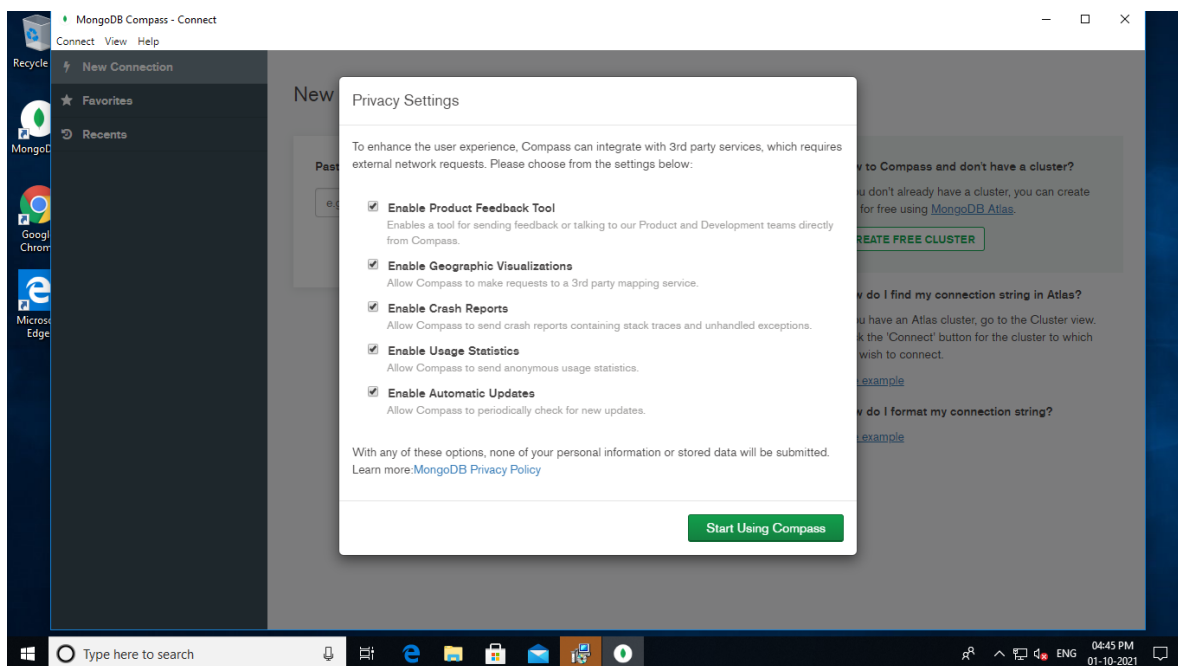 MongoDB Compass - Connect
Connect View Help
Recycle
New Connection
Favorites
Recents
New
Past
e.g
Privacy Settings
To enhance the user experience, Compass can integrate with 3rd party services, which requires
external network requests. Please choose from the settings below:
Enable Product Feedback Tool
Enables a tool for sending feedback or talking to our Product and Development teams directly
from Compass.
Enable Geographic Visualizations
Allow Compass to make requests to a 3rd party mapping service.
Enable Crash Reports
Allow Compass to send crash reports containing stack traces and unhandled exceptions.
Enable Usage Statistics
Allow Compass to send anonymous usage statistics.
Enable Automatic Updates
Allow Compass to periodically check for new updates.
With any of these options, none of your personal information or stored data will be submitted.
Learn more:MongoDB Privacy Policy
Start Using Compass
w to Compass and don't have a cluster?
u don't already have a cluster, you can create
for free using MongoDB Atlas.
REATE FREE CLUSTER
w do I find my connection string in Atlas?
u have an Atlas cluster, go to the Cluster view.
k the 'Connect' button for the cluster to which
wish to connect.
example
w do I format my connection string?
example
MongoD
Googl
Chrom
Microso
Edge
Type here to search
ENG
04:45 PM
01-10-2021